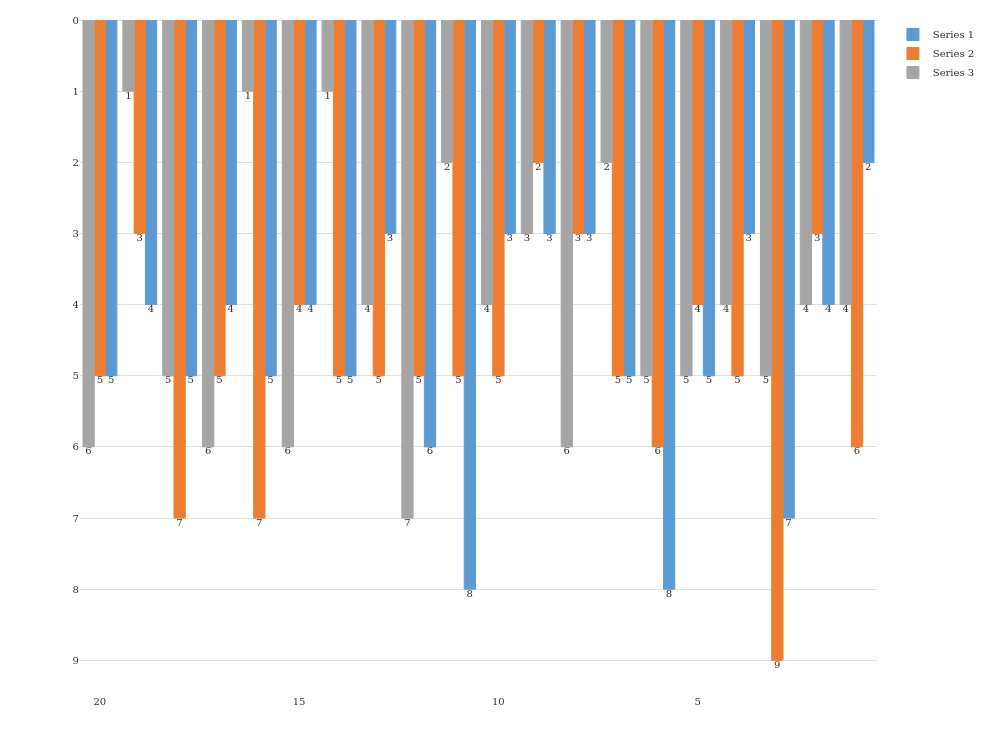 0
Series 1
Series 2
Series 3
1
1 1 1
2
2 2 2 2
3
3 3 3 3 3 3 3 3 3
4
4 4 4 4 4 4 4 4 4 4 4
5
5 5 5 5 5 5 5 5 5 5 5 5 5 5 5 5 5 5 5 5
6
6 6 6 6 6 6 6
7
7 7 7 7
8
8 8
9
9
20 15 10 5